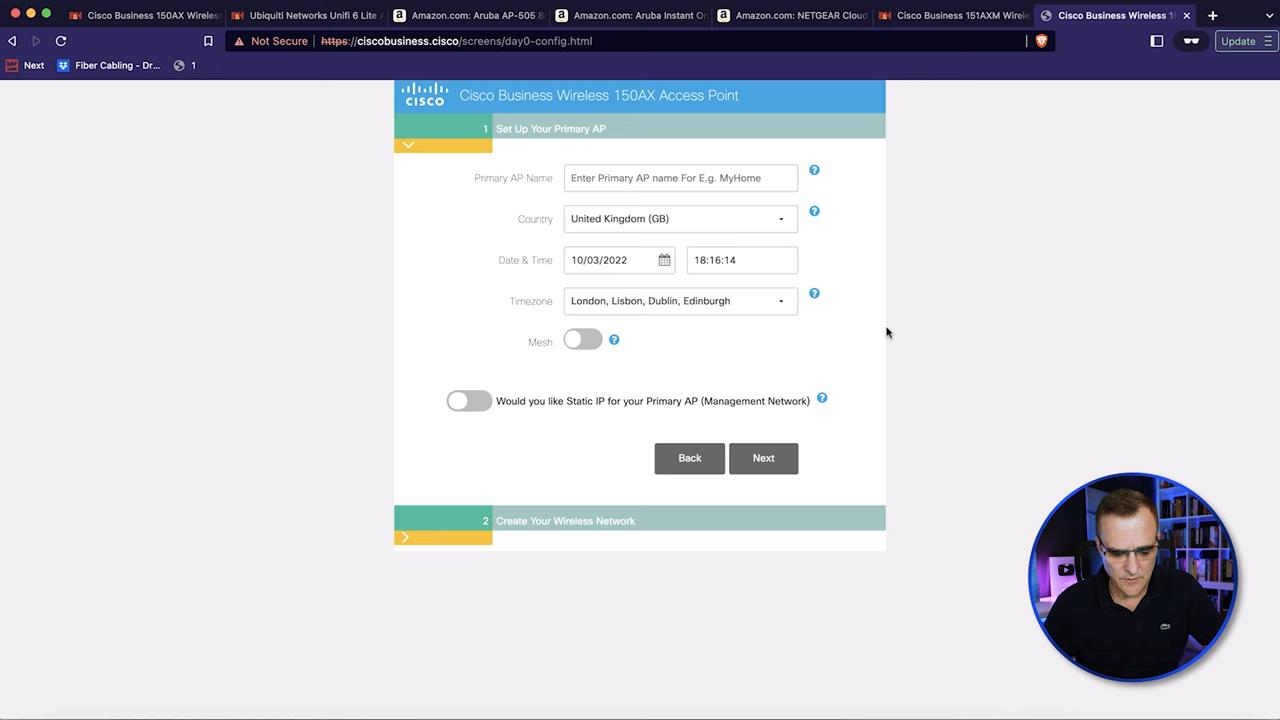 Cisco Business 150AX Wireles
Ubiquiti Networks Unifi 6 Lite A
Amazon.com: Aruba AP-505 8
Amazon.com: Aruba Instant O
Amazon.com: NETGEAR Cloud
Cisco Business 151AXM Wirele
Cisco Business Wireless 1
Not Secure
https://ciscobusiness.cisco/screens/day0-config.html
Update
Next
Fiber Cabling - Dr...
1
CISCO
Cisco Business Wireless 150AX Access Point
1 Set Up Your Primary AP
Primary AP Name
Enter Primary AP name For E.g. MyHome
?
Country
United Kingdom (GB)
?
Date & Time
10/03/2022
18:16:14
Timezone
London, Lisbon, Dublin, Edinburgh
?
Mesh
?
Would you like Static IP for your Primary AP (Management Network)
?
Back
Next
2 Create Your Wireless Network